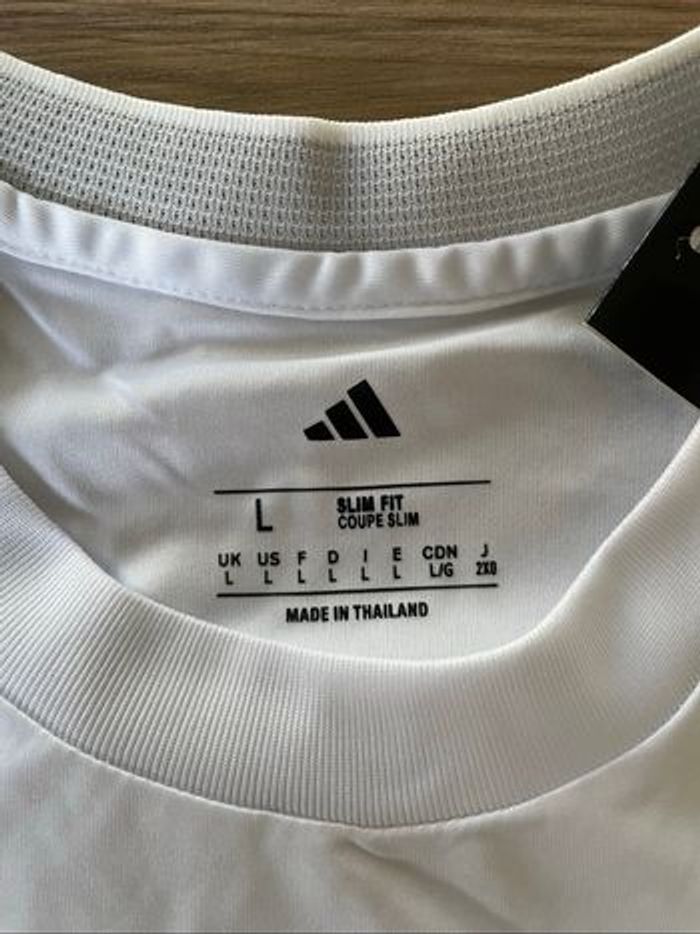 L SLIM FIT
COUPE SLIM
UK US F D I E CDN J
L L L L L L L/G 2XO
MADE IN THAILAND